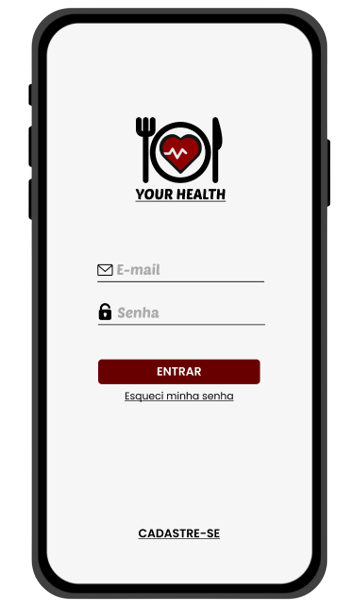 YOUR HEALTH
E-mail
Senha
ENTRAR
Esqueci minha senha
CADASTRE-SE